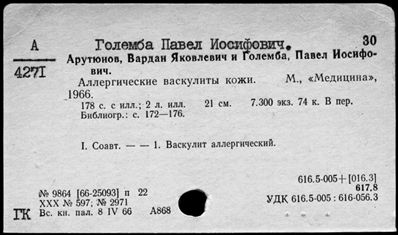 А Големба Павел Иосифович. 30
4271 Арутюнов, Вардан Яковлевич и Големба, Павел Иосифо-
вич.
Аллергические васкулиты кожи. М., «Медицина»,
1966.
178 с. с илл.; 2 л. илл. 21 см. 7.300 экз. 74 к. В пер.
Библиогр.: с. 172—176.
I. Соавт. — — 1. Васкулит аллергический.
616.5-005+[016.3]
№ 9864 [66-25093] п 22 617.8
XXX № 597; № 2971 УДК 616.5-005 : 616-056.3
ГК Вс. кн. пал. 8 IV 66 А868